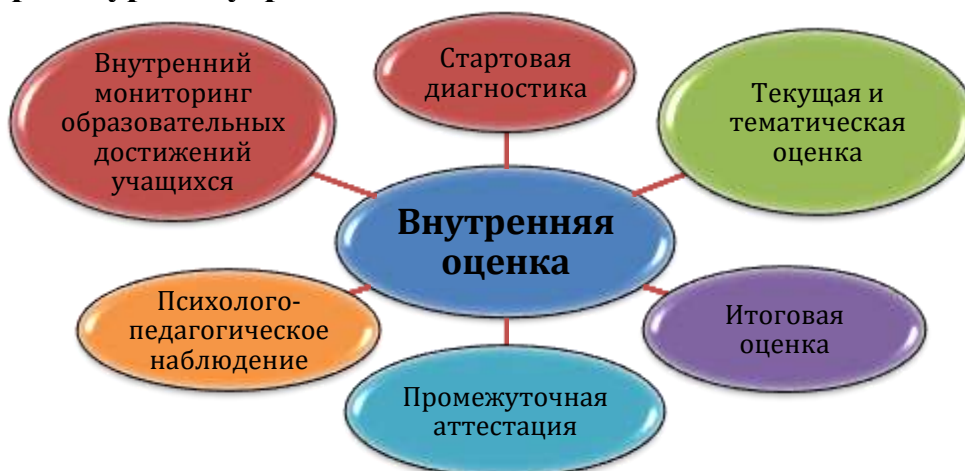 Внутренний
мониторинг
образовательных
достижений
учащихся
Стартовая
диагностика
Текущая и
тематическая
оценка
Внутренняя
оценка
Психолого-
педагогическое
наблюдение
Промежуточная
аттестация
Итоговая
оценка